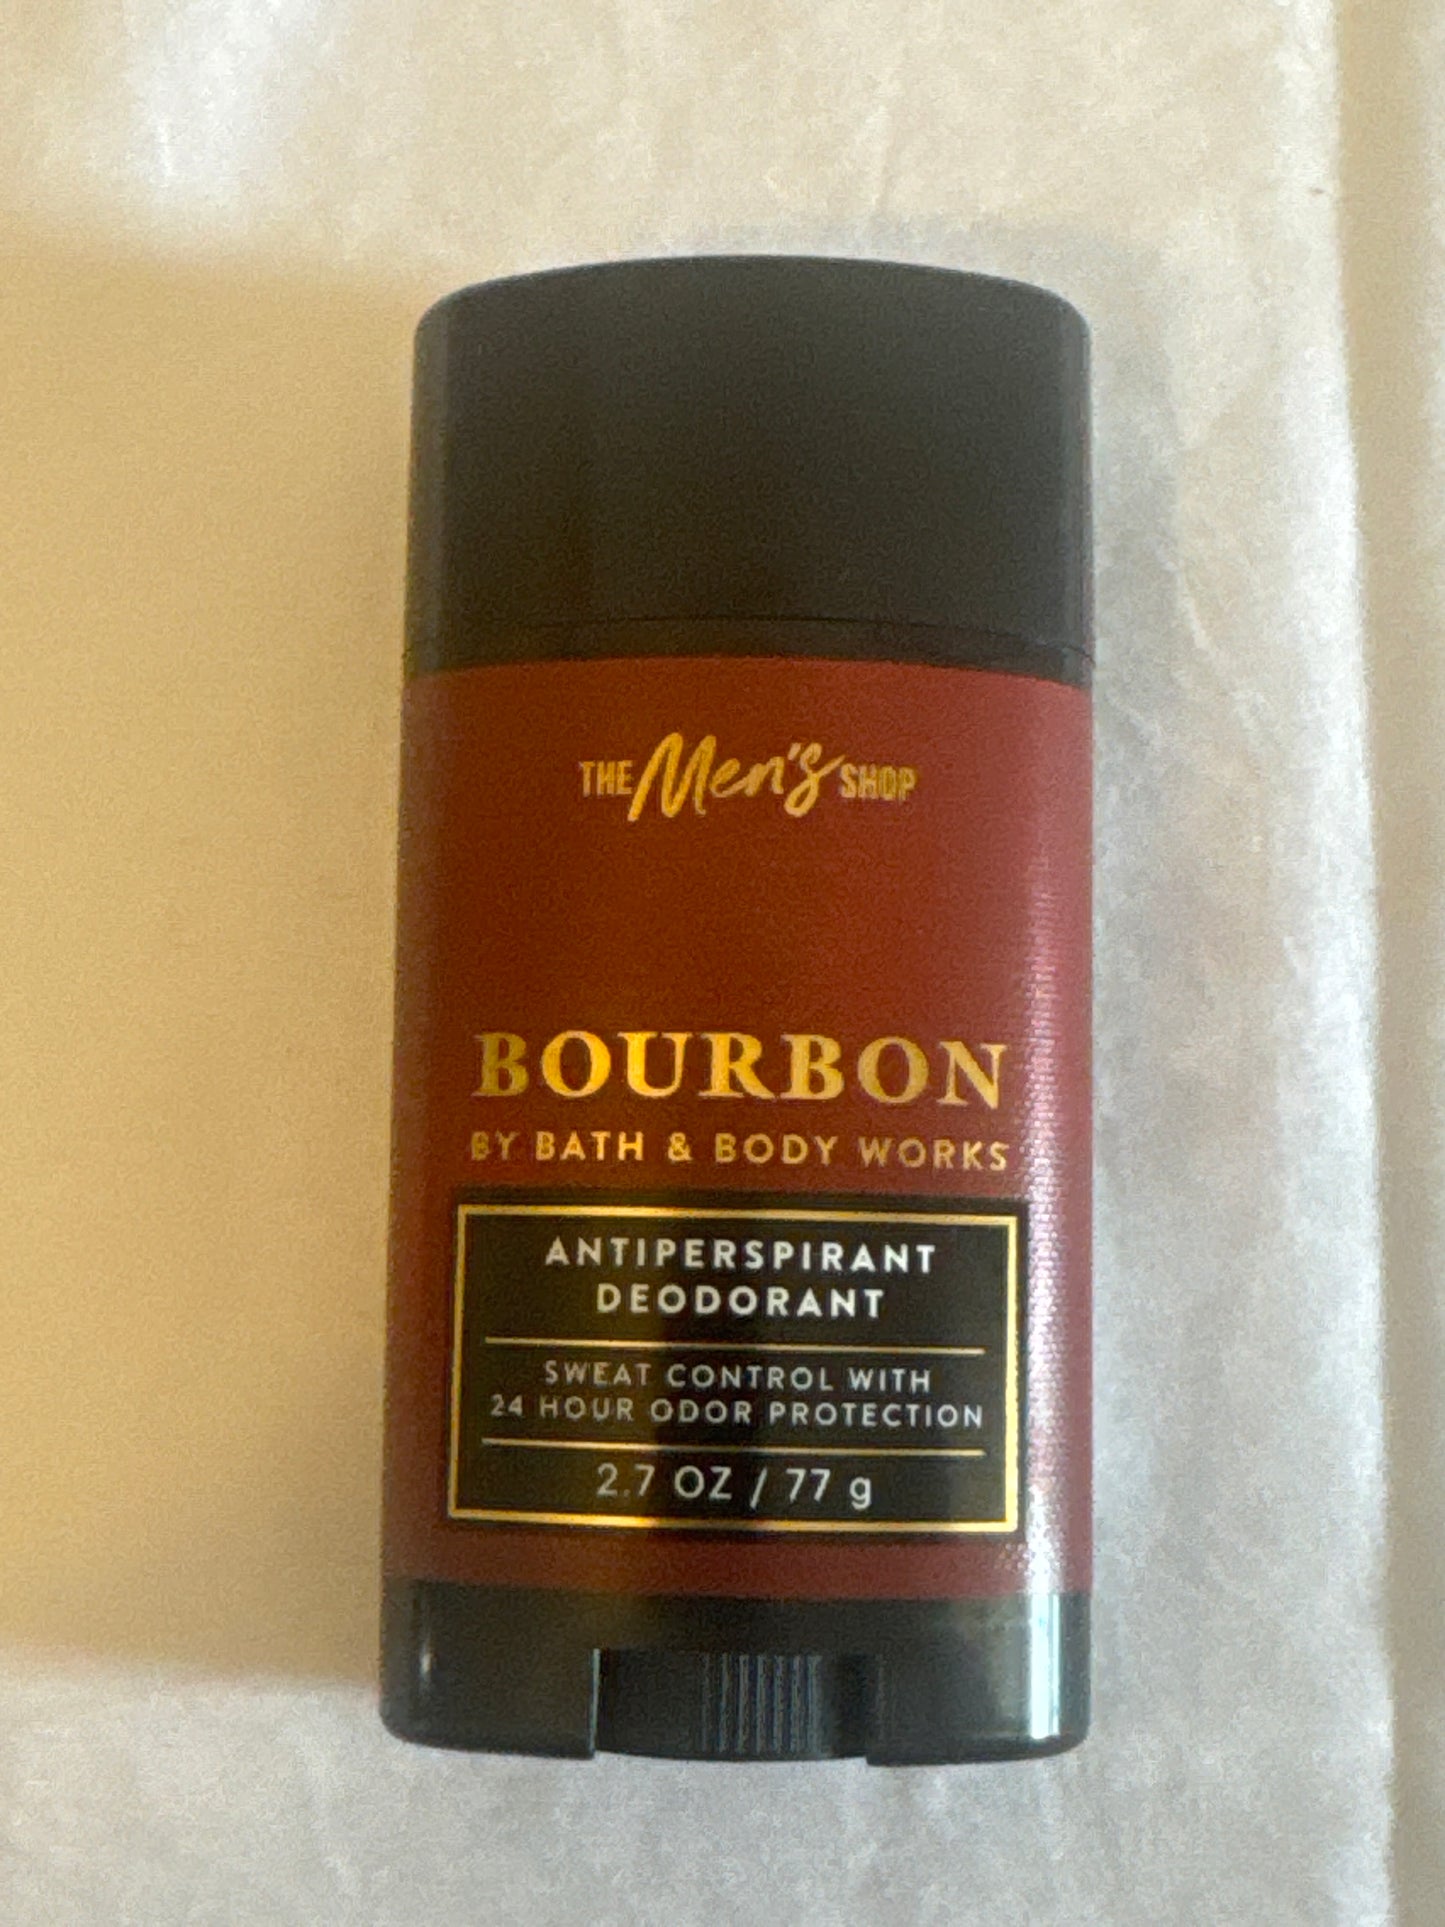 THE Men's SHOP
BOURBON
BY BATH & BODY WORKS
ANTIPERSPIRANT
DEODORANT
SWEAT CONTROL WITH
24 HOUR ODOR PROTECTION
2.7 OZ / 77 g